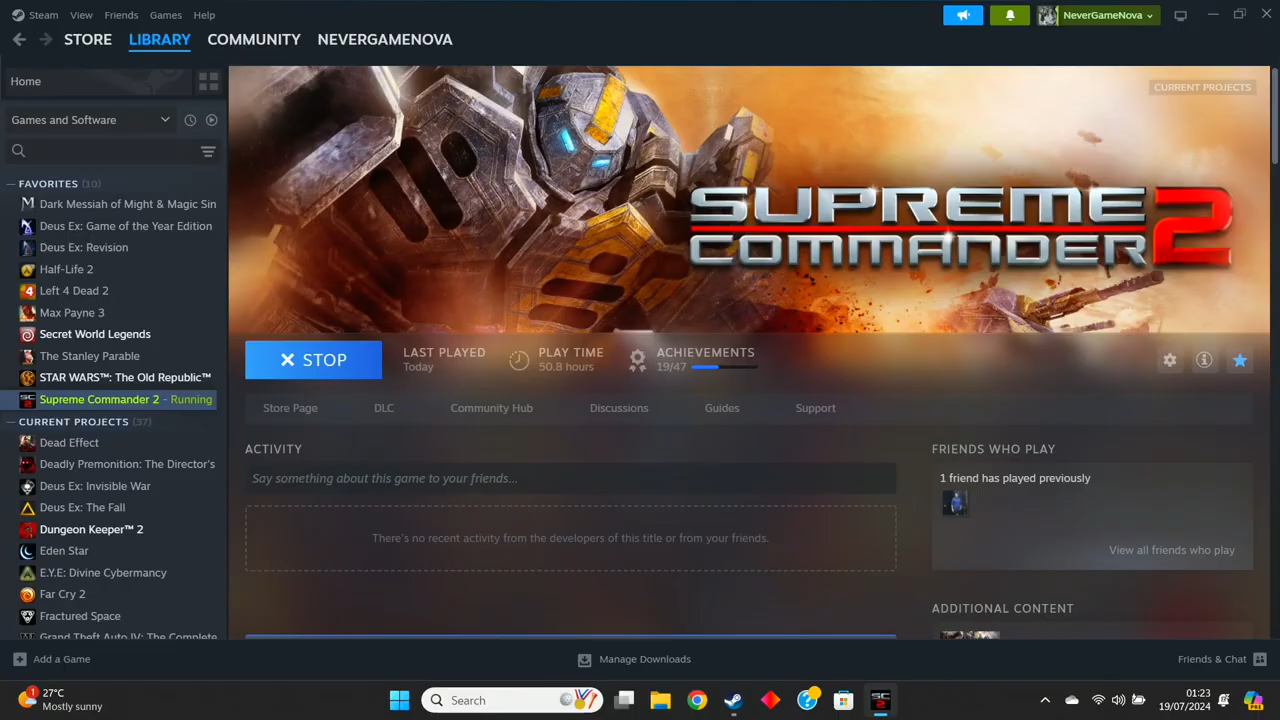 Steam View Friends Games Help
NeverGameNova
STORE LIBRARY COMMUNITY NEVERGAMENOVA
Home
CURRENT PROJECTS
Games and Software
SUPREME
COMMANDER 2
FAVORITES (10)
Dark Messiah of Might & Magic Sin
Deus Ex: Game of the Year Edition
Deus Ex: Revision
Half-Life 2
Left 4 Dead 2
Max Payne 3
Secret World Legends
The Stanley Parable
STAR WARS™: The Old Republic™
Supreme Commander 2 - Running
CURRENT PROJECTS (37)
Dead Effect
Deadly Premonition: The Director's
Deus Ex: Invisible War
Deus Ex: The Fall
Dungeon Keeper™ 2
Eden Star
E.Y.E: Divine Cybermancy
Far Cry 2
Fractured Space
Grand Theft Auto IV: The Complete
STOP
LAST PLAYED
Today
PLAY TIME
50.8 hours
ACHIEVEMENTS
19/47
Store Page DLC Community Hub Discussions Guides Support
ACTIVITY
Say something about this game to your friends...
There's no recent activity from the developers of this title or from your friends.
FRIENDS WHO PLAY
1 friend has played previously
View all friends who play
ADDITIONAL CONTENT
Add a Game
Manage Downloads
Friends & Chat
1
27°C
Mostly sunny
Search
01:23
19/07/2024